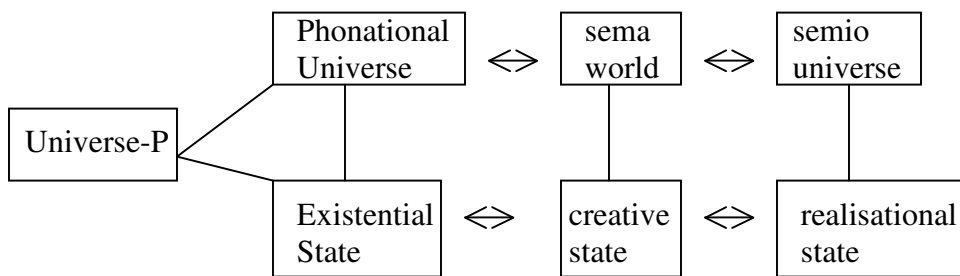 Phonational
Universe
sema
world
semio
universe
Universe-P
Existential
State
creative
state
realisational
state